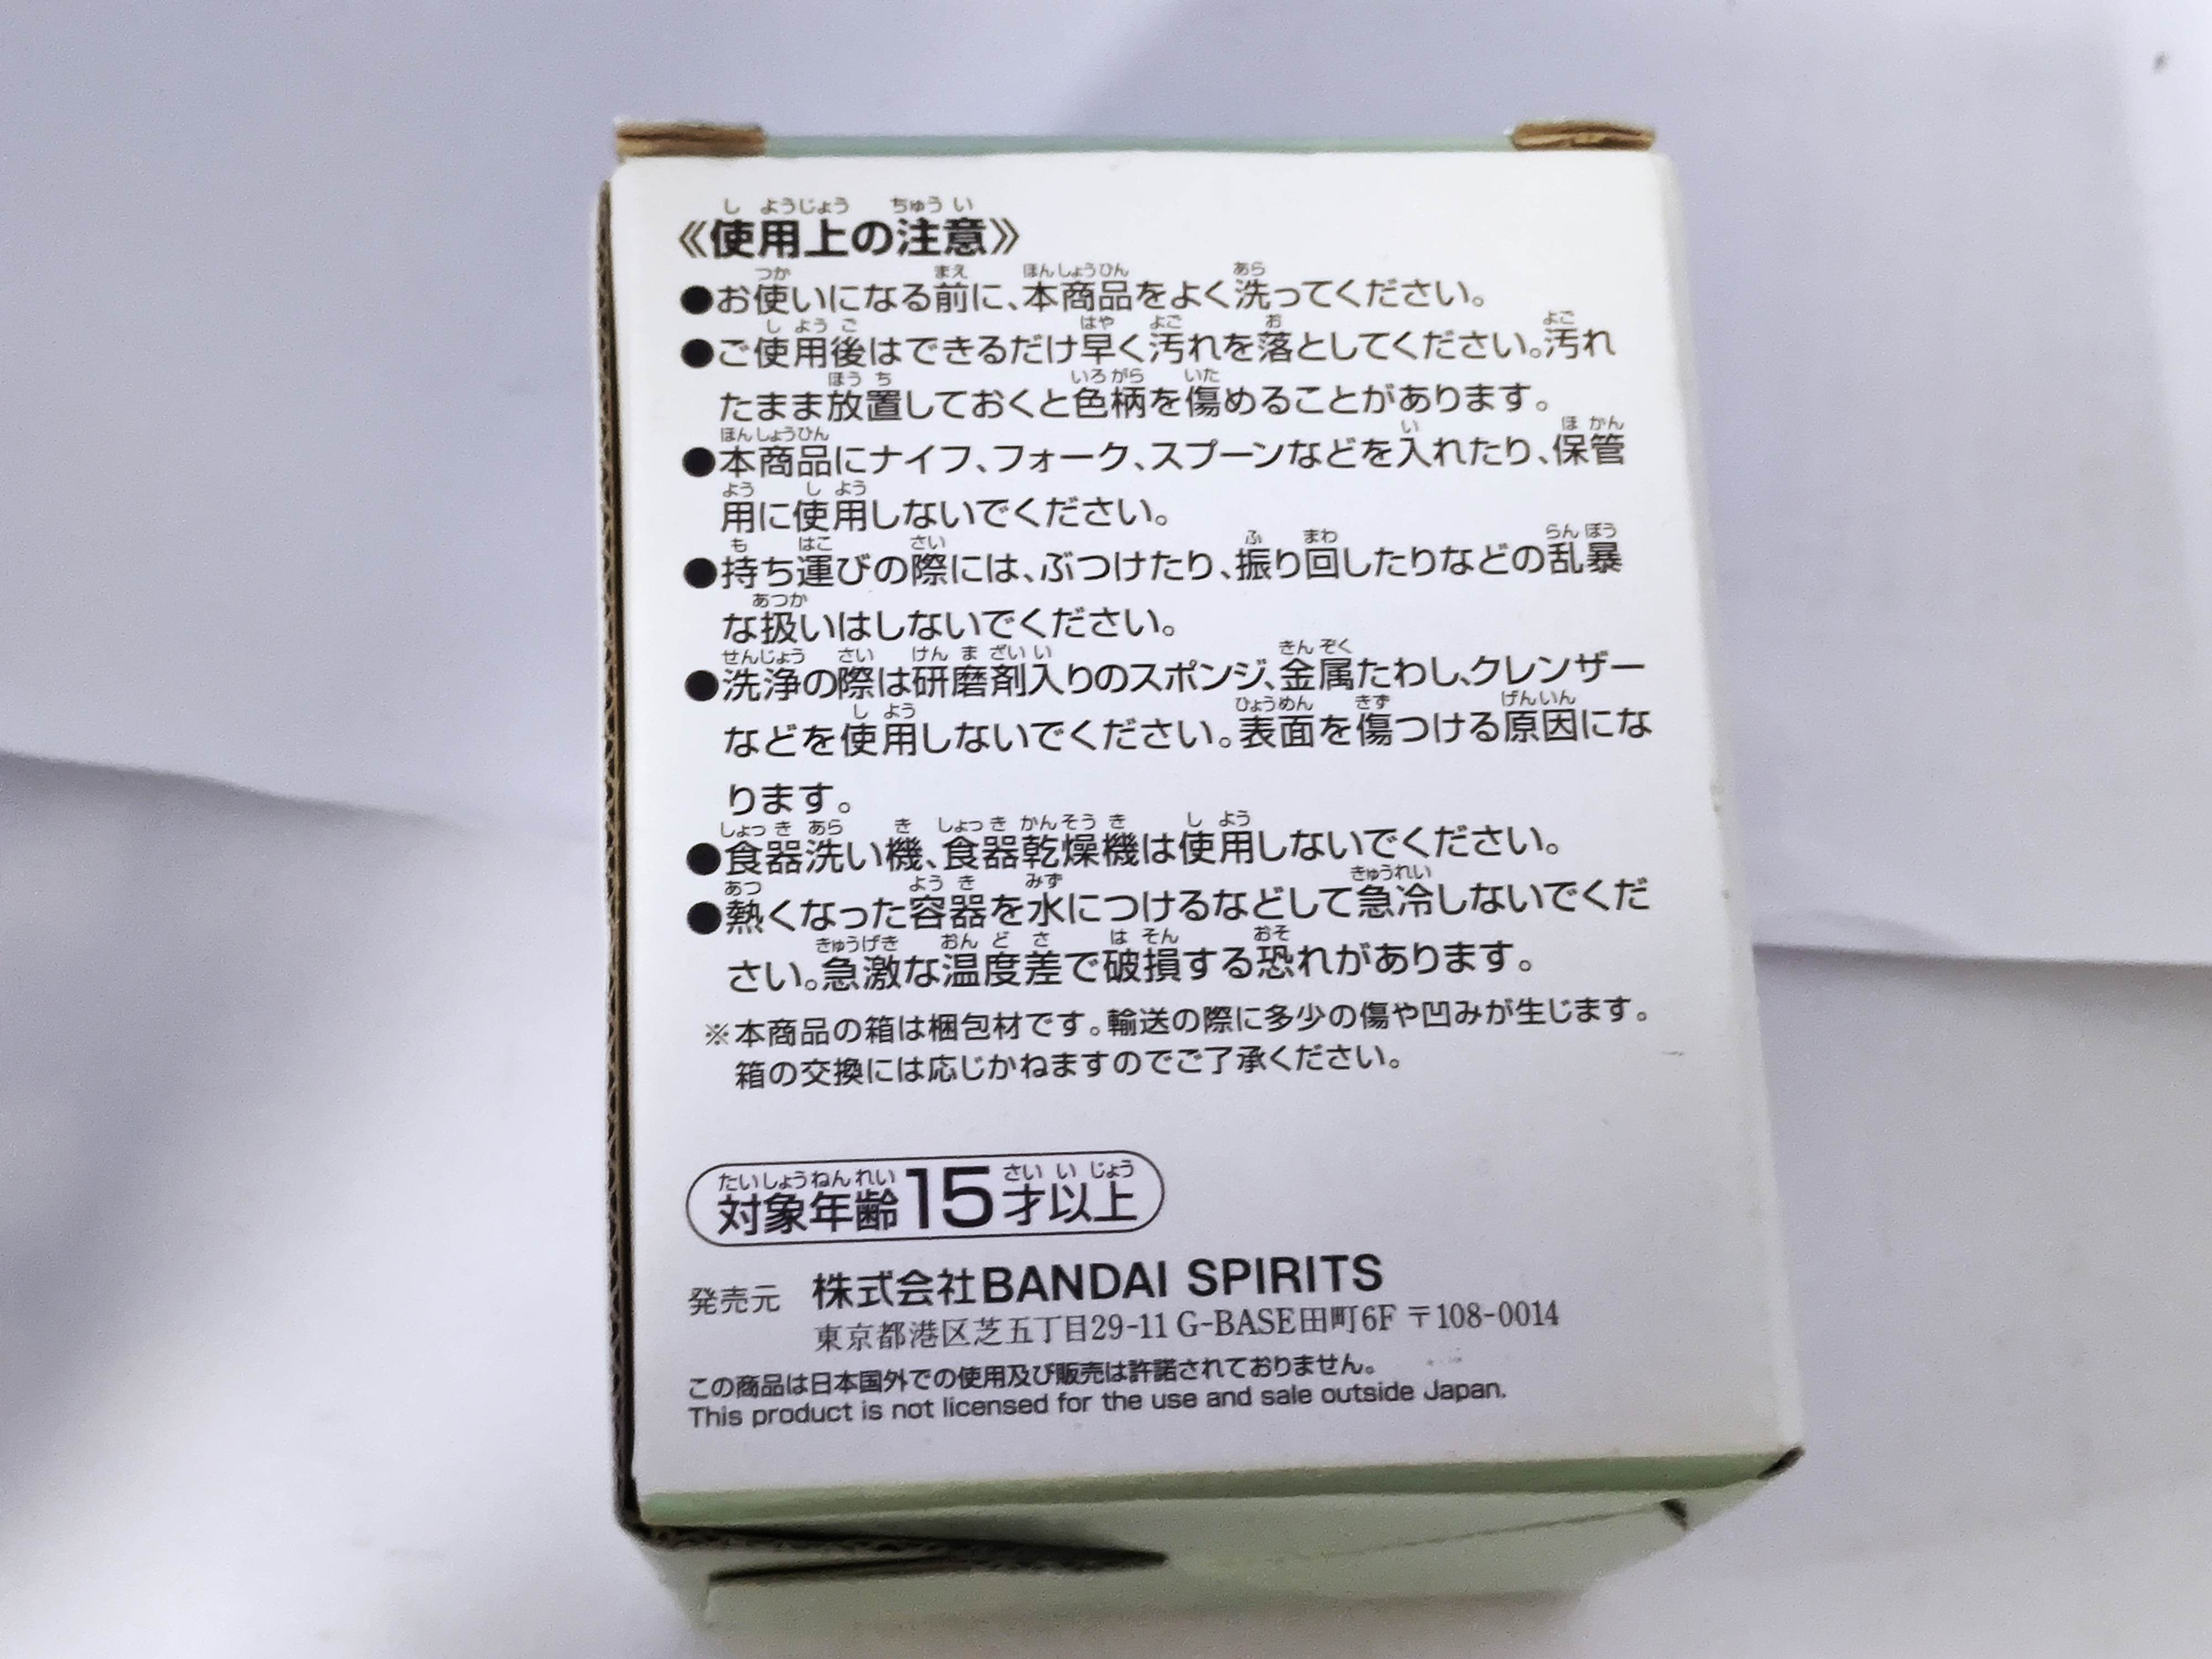 《使用上の注意》
●お使いになる前に、本商品をよく洗ってください。
●ご使用後はできるだけ早く汚れを落としてください。汚れ
たまま放置しておくと色柄を傷めることがあります。
●本商品にナイフ、フォーク、スプーンなどを入れたり、保管
用に使用しないでください。
●持ち運びの際には、ぶつけたり、振り回したりなどの乱暴
な扱いはしないでください。
●洗浄の際は研磨剤入りのスポンジ、金属たわし、クレンザー
などを使用しないでください。表面を傷つける原因にな
ります。
●食器洗い機、食器乾燥機は使用しないでください。
●熱くなった容器を水につけるなどして急冷しないでくだ
さい。急激な温度差で破損する恐れがあります。
※本商品の箱は梱包材です。輸送の際に多少の傷や凹みが生じます。
箱の交換には応じかねますのでご了承ください。
対象年齢15才以上
発売元 株式会社BANDAI SPIRITS
東京都港区芝五丁目29-11 G-BASE田町6F 〒108-0014
この商品は日本国外での使用及び販売は許諾されておりません。
This product is not licensed for the use and sale outside Japan.